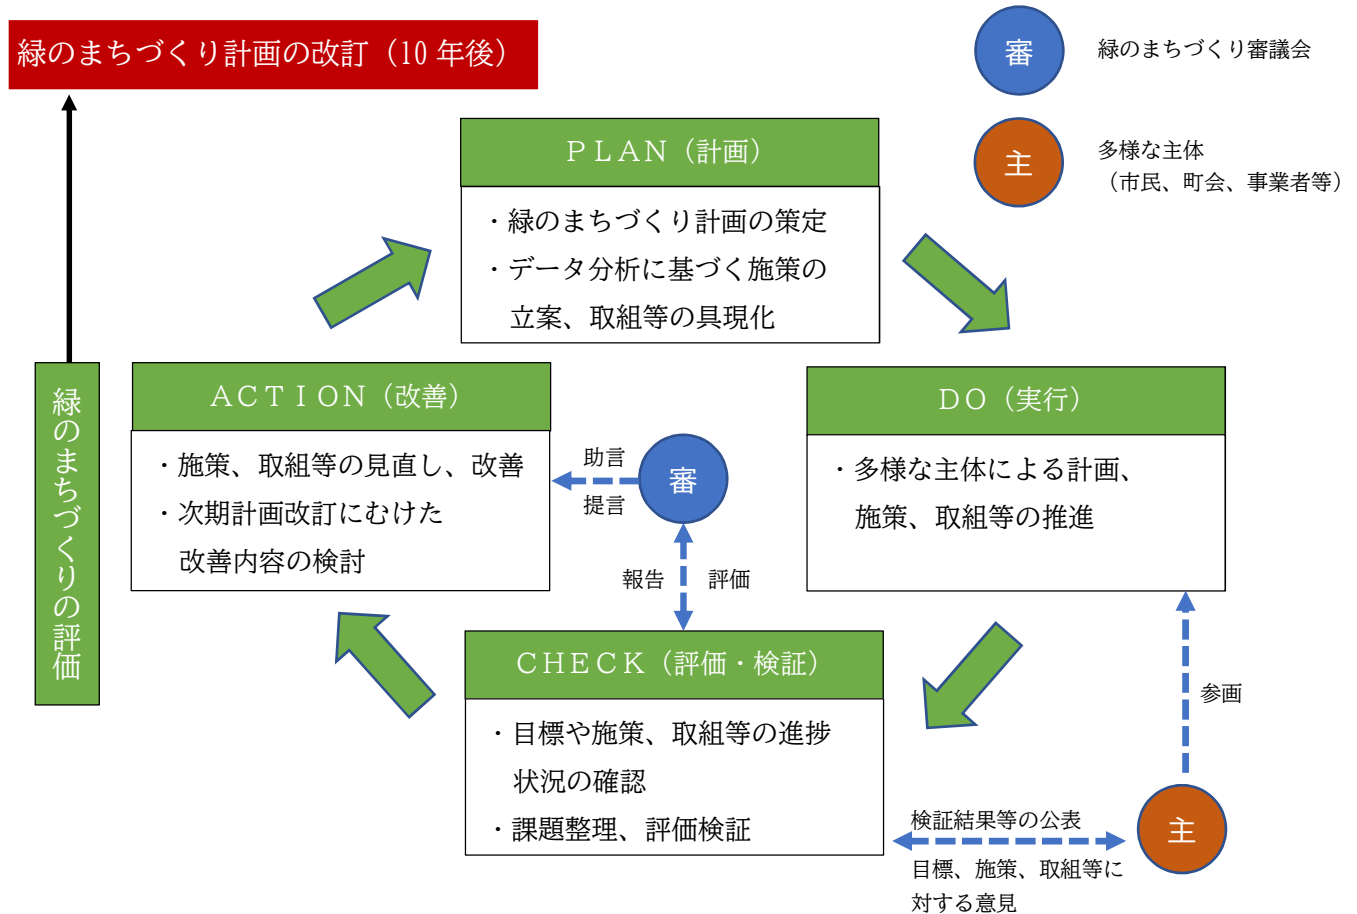 緑のまちづくり計画の改訂（10 年後）
審
緑のまちづくり審議会
主
多様な主体
（市民、町会、事業者等）
ＰＬＡＮ（計画）
・緑のまちづくり計画の策定
・データ分析に基づく施策の
立案、取組等の具現化
緑のまちづくりの評価
ＡＣＴＩＯＮ（改善）
・施策、取組等の見直し、改善
・次期計画改訂にむけた
改善内容の検討
助言
提言
審
報告
評価
ＤＯ（実行）
・多様な主体による計画、
施策、取組等の推進
ＣＨＥＣＫ（評価・検証）
・目標や施策、取組等の進捗
状況の確認
・課題整理、評価検証
参画
主
検証結果等の公表
目標、施策、取組等に
対する意見